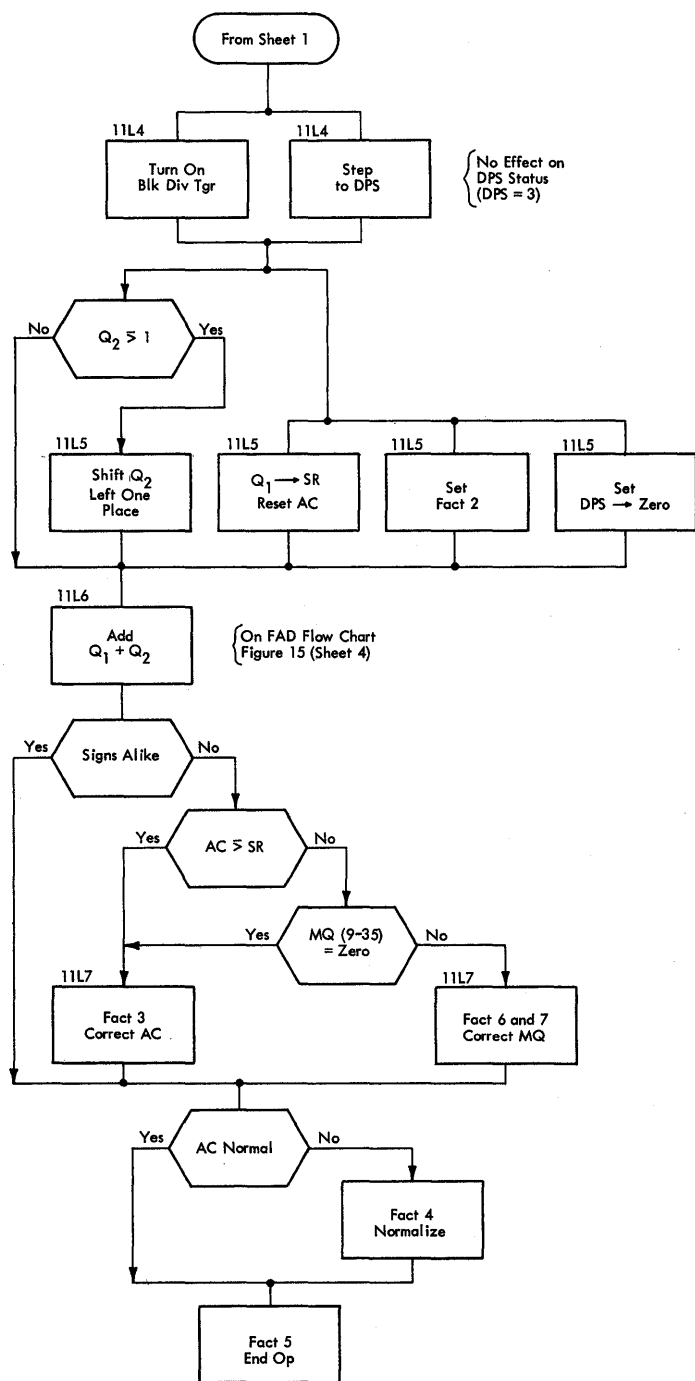 From Sheet 1
11L4
Turn On
Blk Div Tgr
11L4
Step
to DPS
No Effect on
DPS Status
(DPS = 3)
No
Q₂ ⋝ 1
Yes
11L5
Shift Q₂
Left One
Place
11L5
Q₁ → SR
Reset AC
11L5
Set
Fact 2
11L5
Set
DPS → Zero
11L6
Add
Q₁ + Q₂
On FAD Flow Chart
Figure 15 (Sheet 4)
Yes
Signs Alike
No
Yes
AC ⋝ SR
No
Yes
MQ (9-35)
= Zero
No
11L7
Fact 3
Correct AC
11L7
Fact 6 and 7
Correct MQ
Yes
AC Normal
No
Fact 4
Normalize
Fact 5
End Op